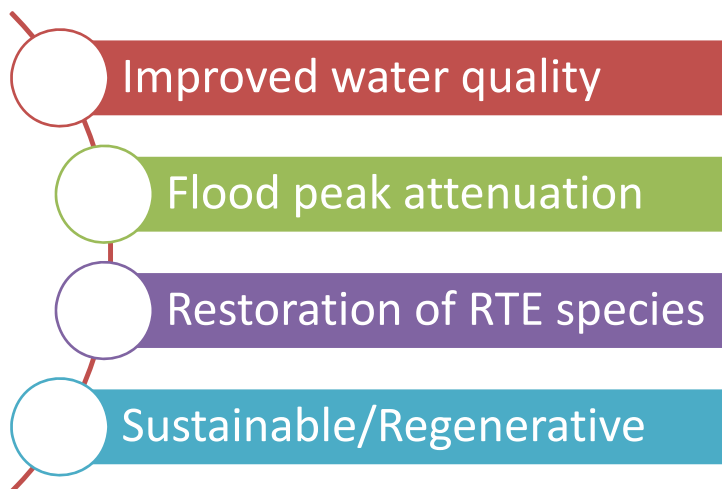 Improved water quality
Flood peak attenuation
Restoration of RTE species
Sustainable/Regenerative